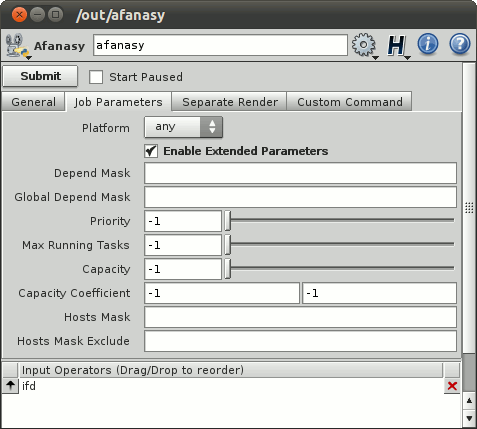 /out/afanasy
Afanasy afanasy
Submit Start Paused
General Job Parameters Separate Render Custom Command
Platform any
Enable Extended Parameters
Depend Mask
Global Depend Mask
Priority -1
Max Running Tasks -1
Capacity -1
Capacity Coefficient -1 -1
Hosts Mask
Hosts Mask Exclude
Input Operators (Drag/Drop to reorder)
ifd